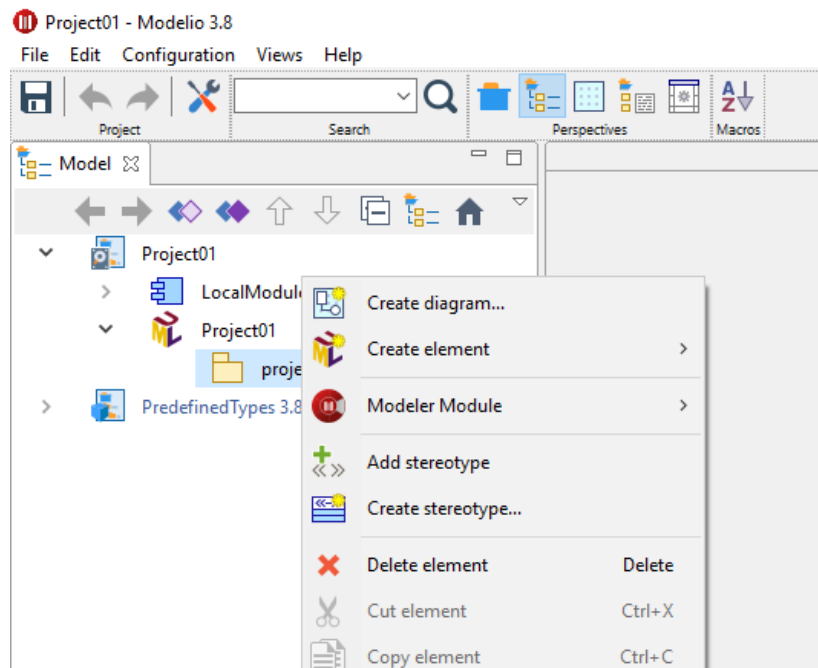 Project01 - Modelio 3.8
File Edit Configuration Views Help
Project Search Perspectives Macros
Model
Project01
LocalModule
Project01
proje
PredefinedTypes 3.8
Create diagram...
Create element
Modeler Module
Add stereotype
Create stereotype...
Delete element Delete
Cut element Ctrl+X
Copy element Ctrl+C